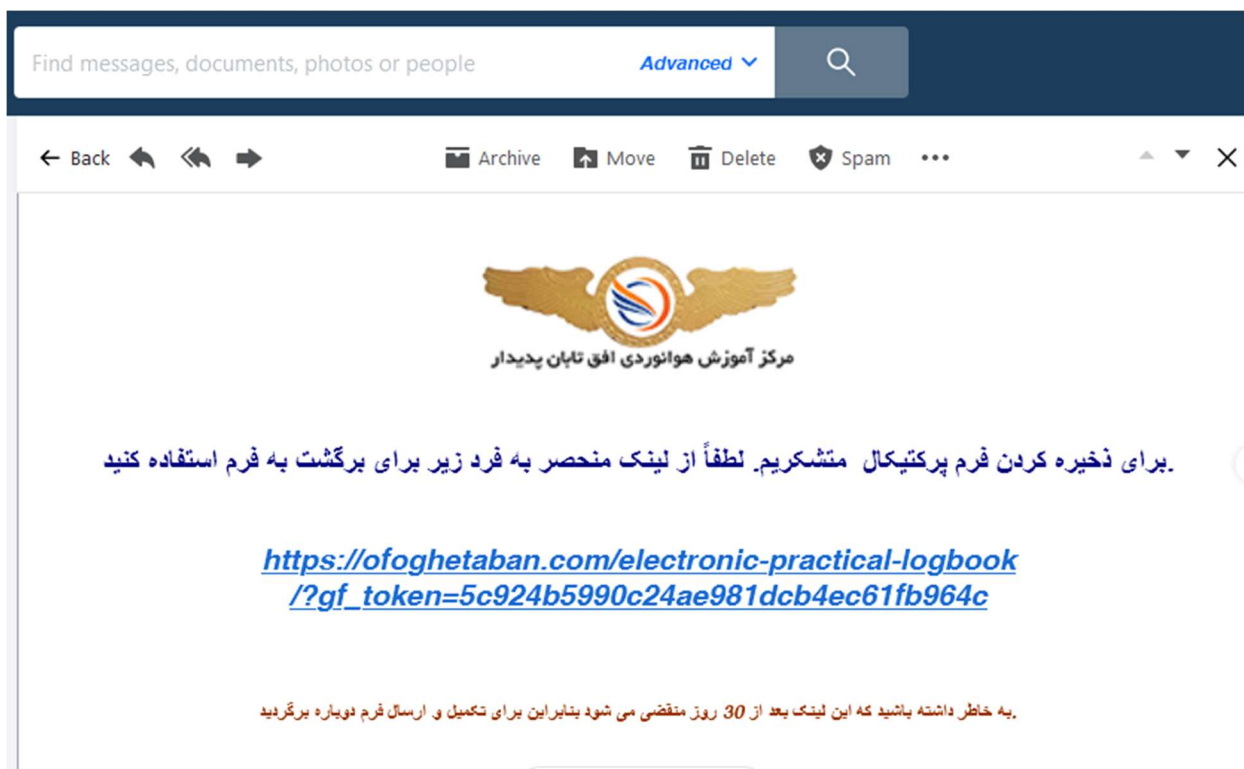 Find messages, documents, photos or people
Advanced
Back
Archive
Move
Delete
Spam
مرکز آموزش هوانوردی افق تابان پدیدار
برای ذخیره کردن فرم پرکتیکال متشکریم. لطفاً از لینک منحصر به فرد زیر برای برگشت به فرم استفاده کنید.
https://ofoghetaban.com/electronic-practical-logbook
/?gf_token=5c924b5990c24ae981dcb4ec61fb964c
به خاطر داشته باشید که این لینک بعد از 30 روز منقضی می شود بنابراین برای تکمیل و ارسال فرم دوباره برگردید.